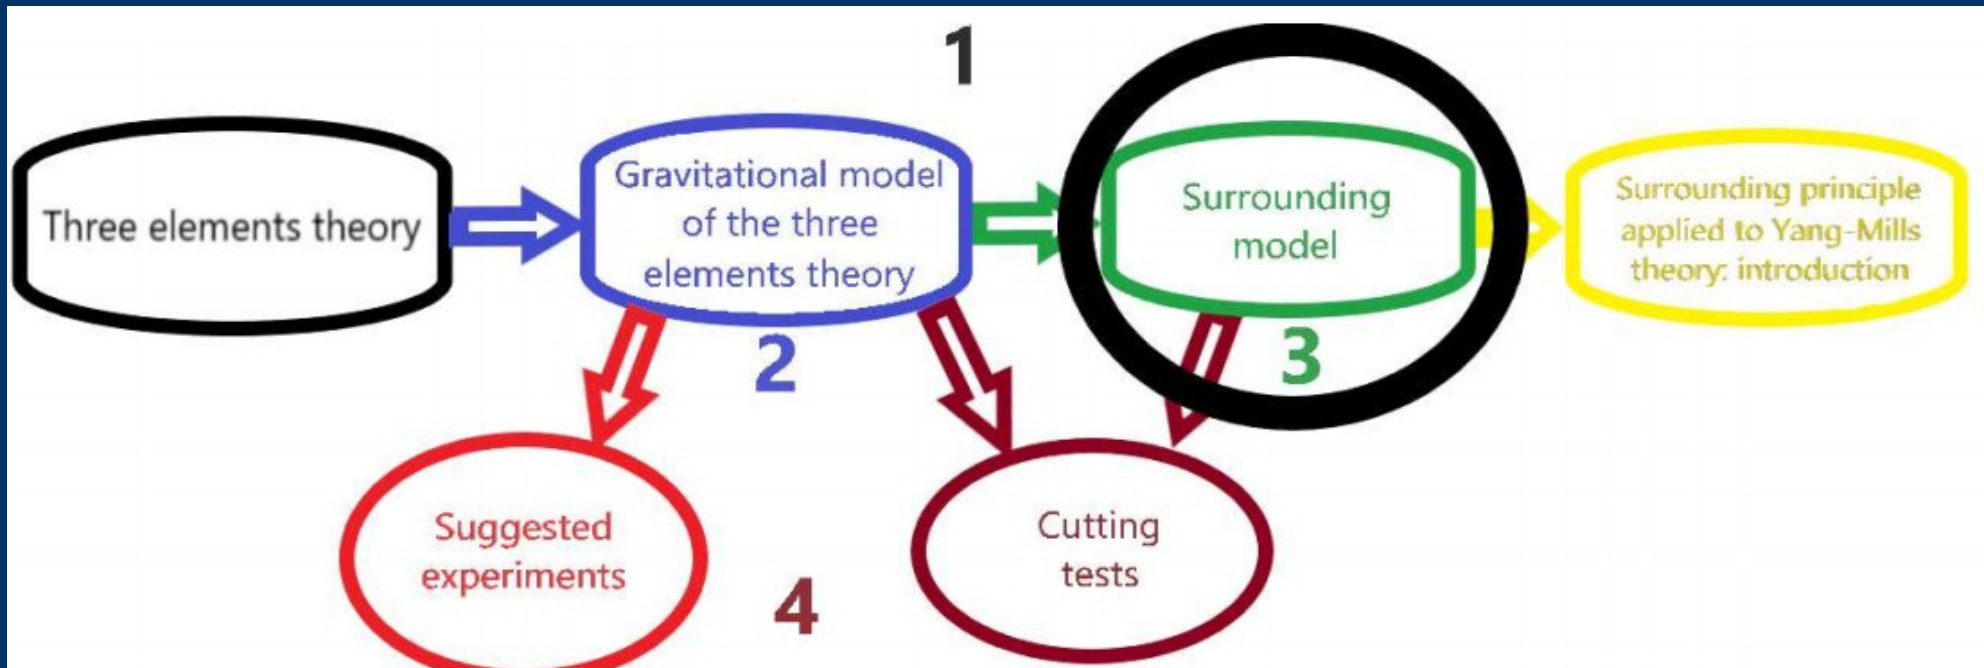 1
Three elements theory
Gravitational model
of the three
elements theory
Surrounding
model
Surrounding principle
applied to Yang-Mills
theory: introduction
2
3
Suggested
experiments
Cutting
tests
4